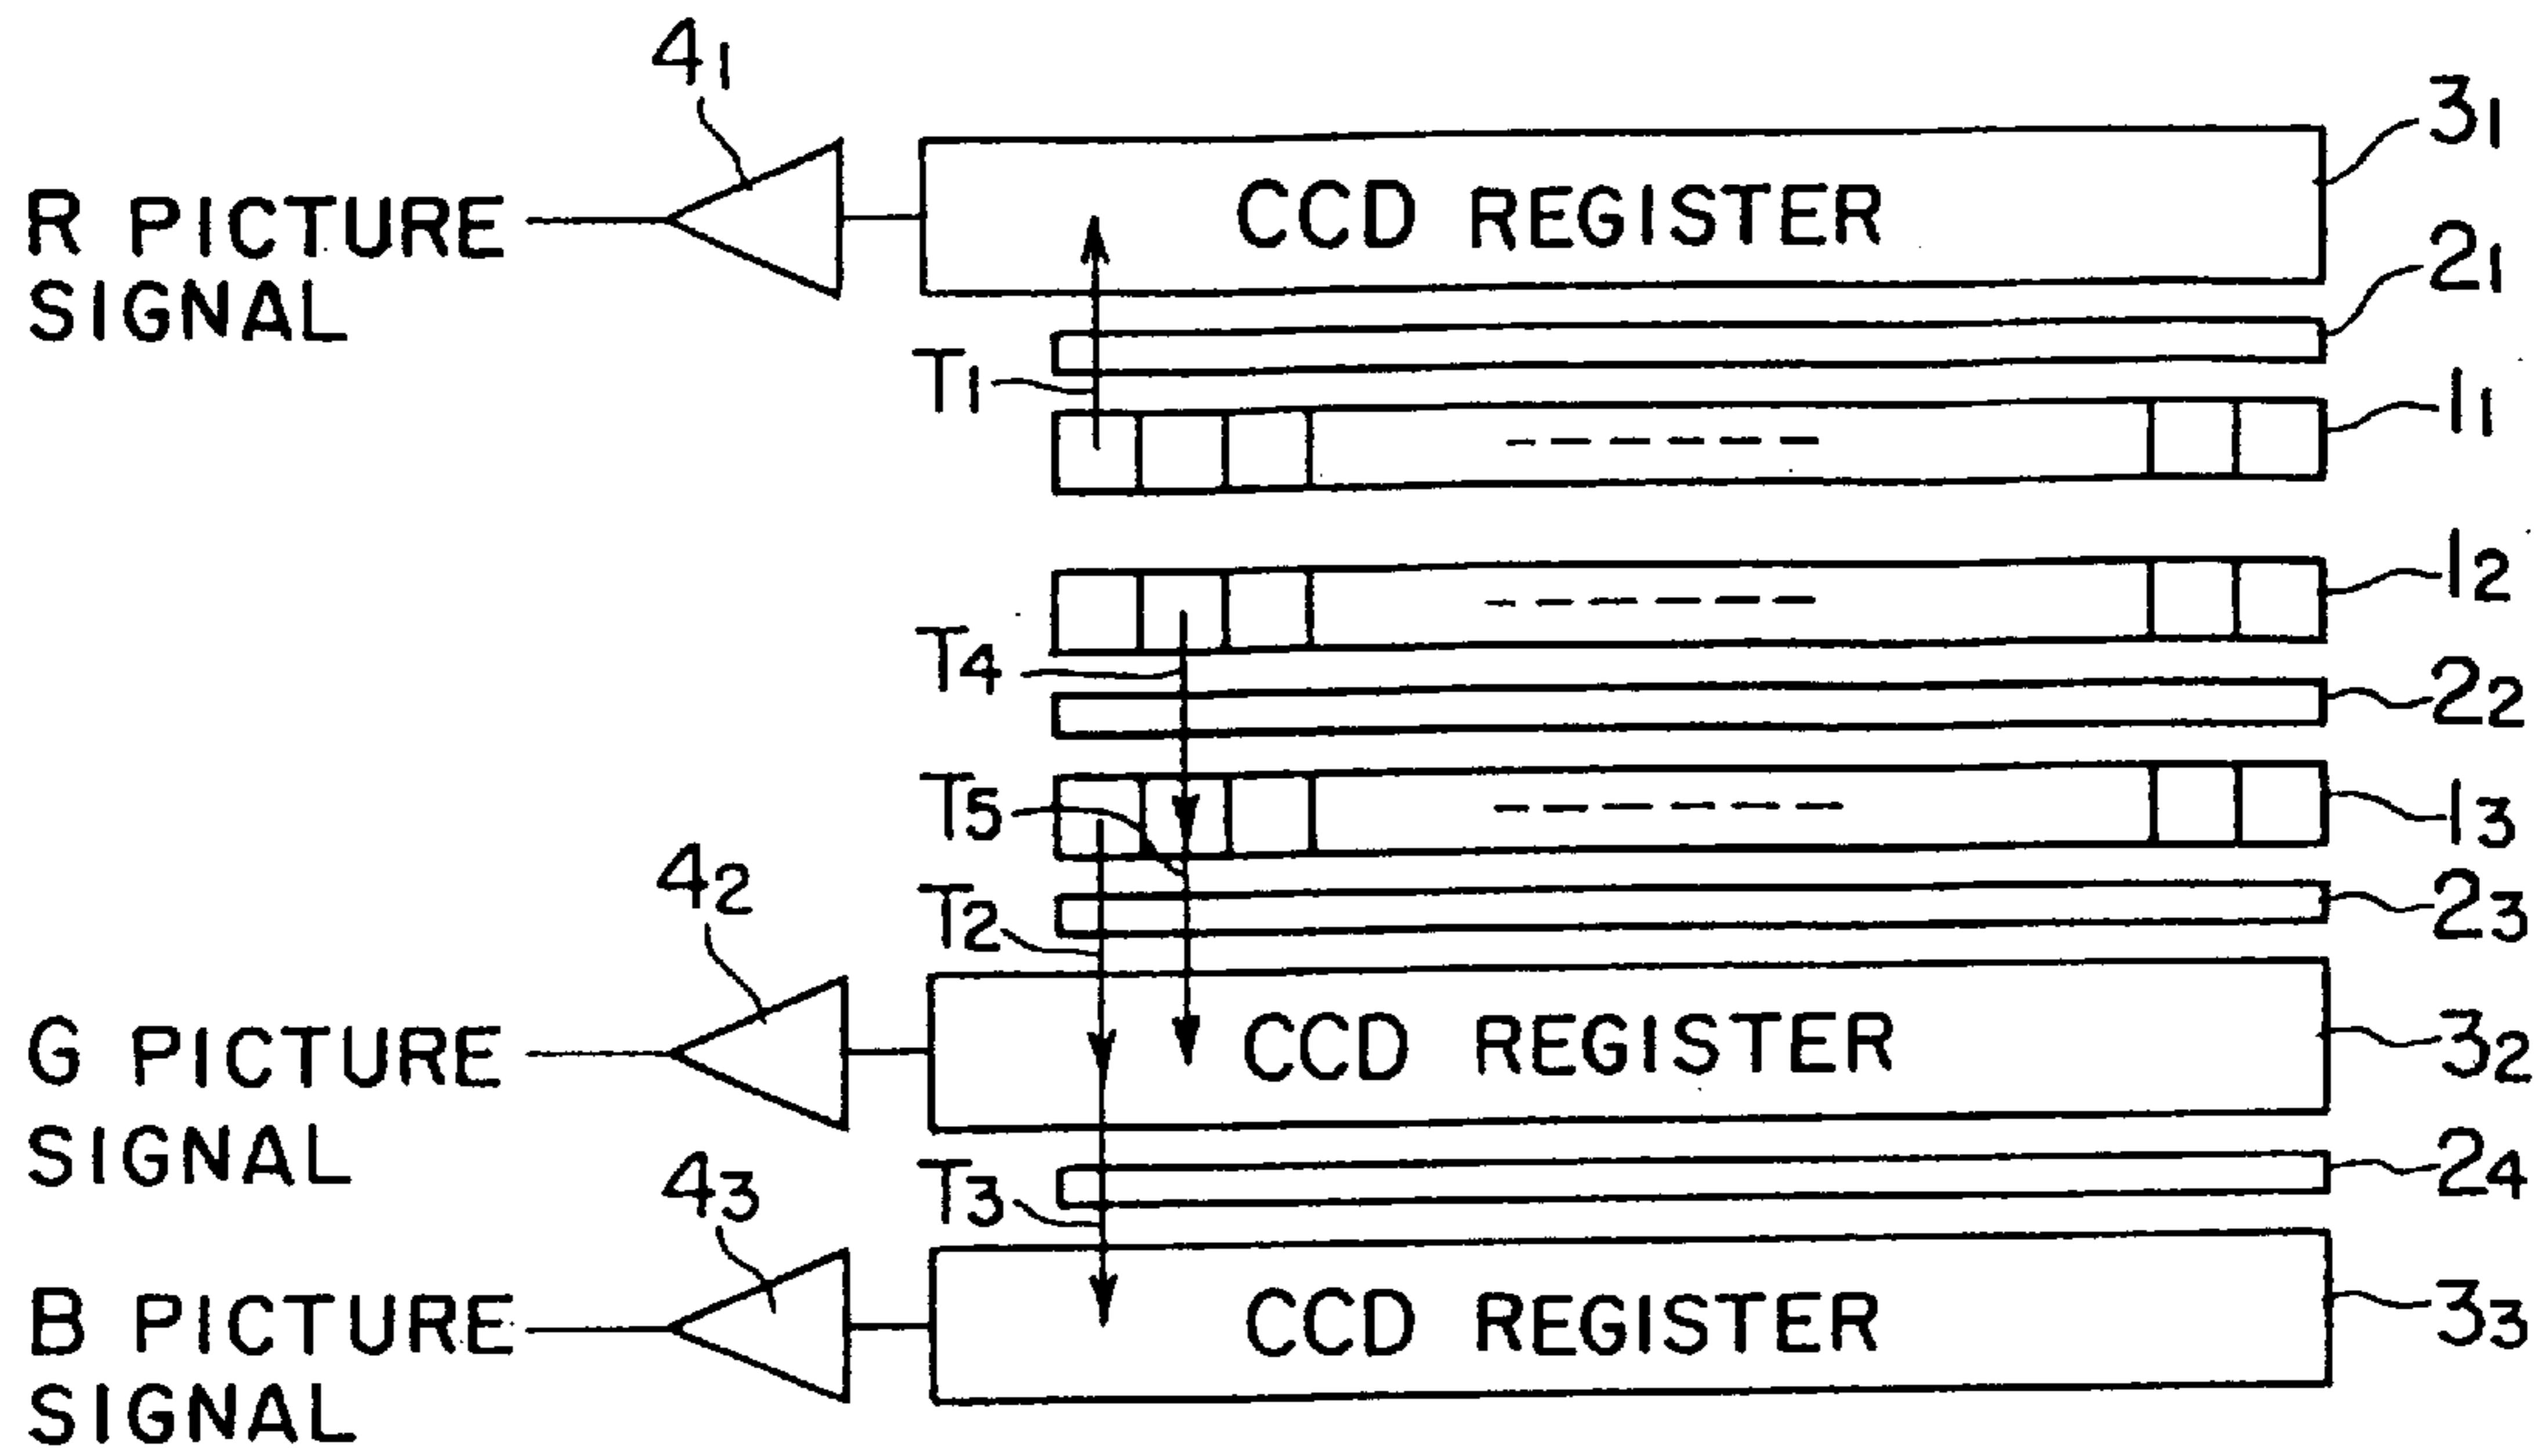 4₁
3₁
R PICTURE
SIGNAL
CCD REGISTER
2₁
T₁
1₁
1₂
T₄
2₂
T₅
1₃
4₂
T₂
2₃
G PICTURE
SIGNAL
CCD REGISTER
3₂
4₃
T₃
2₄
B PICTURE
SIGNAL
CCD REGISTER
3₃